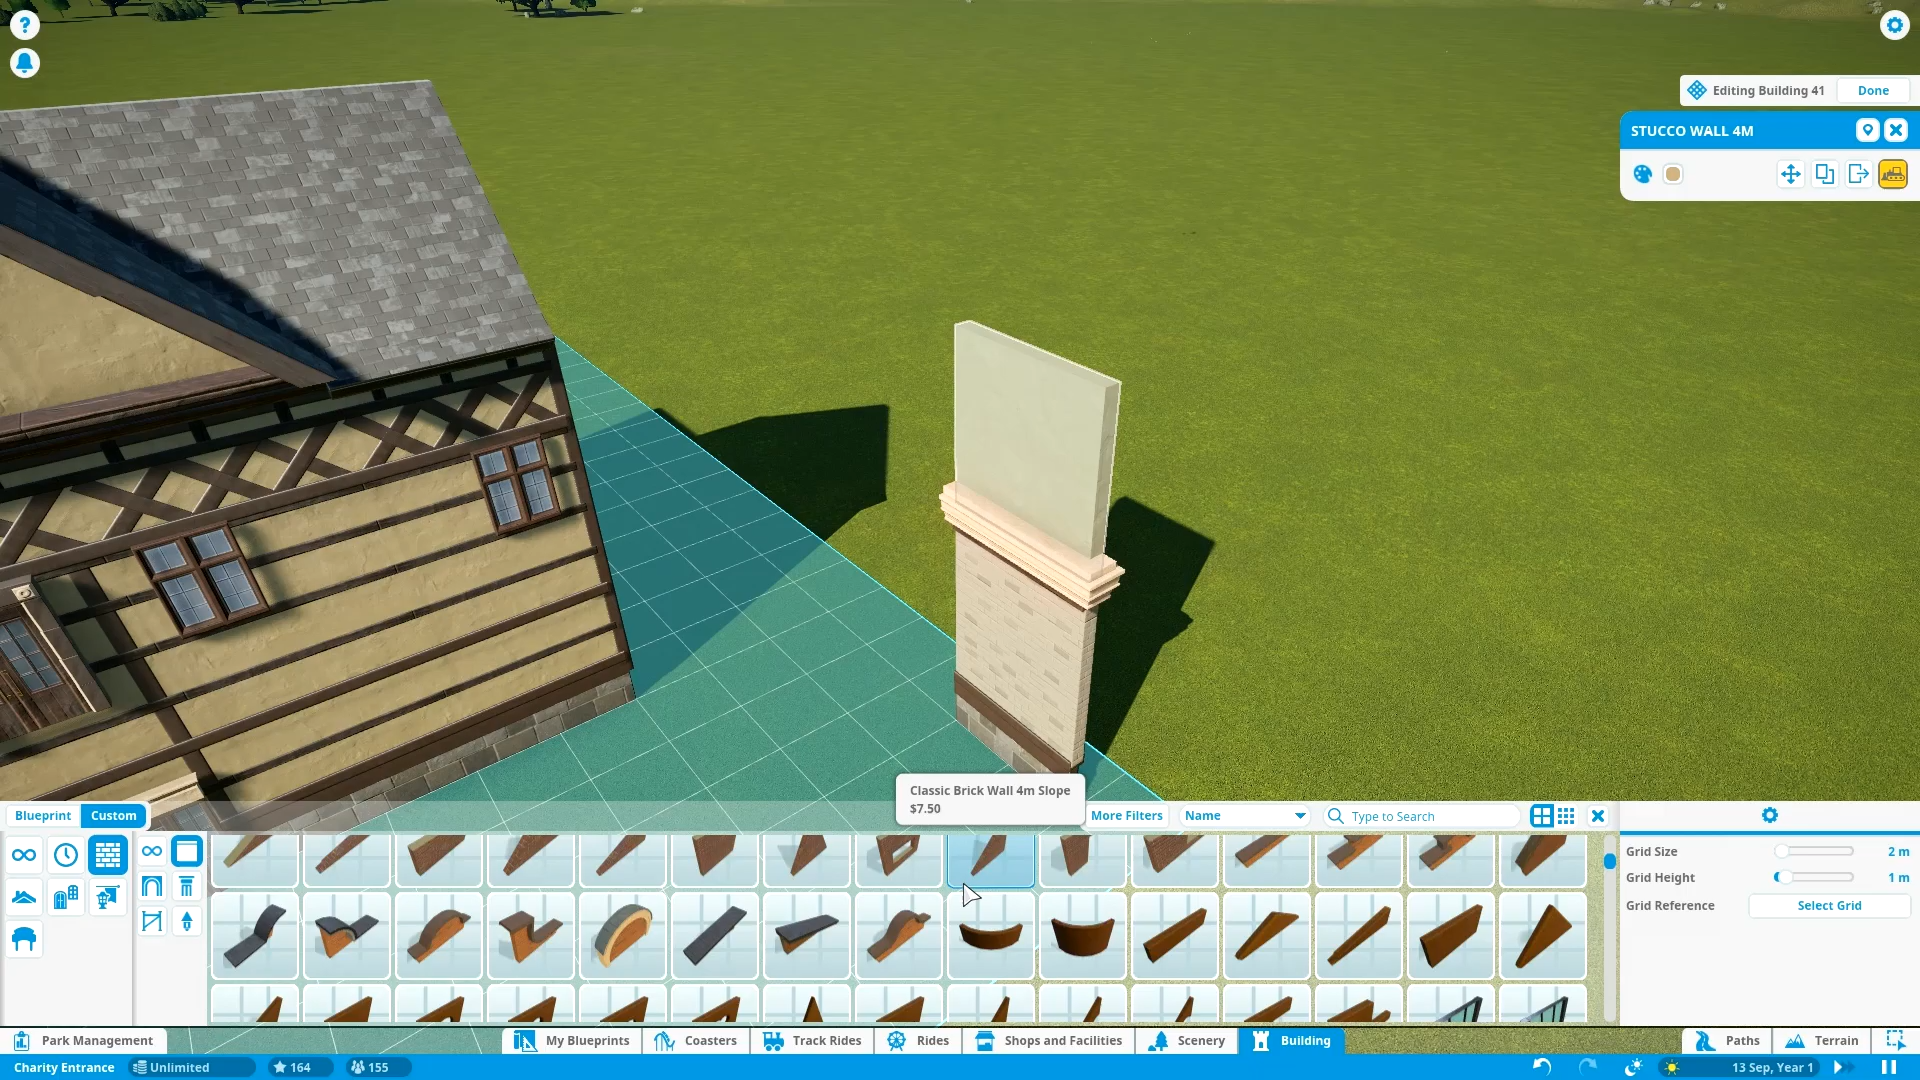 ?
Editing Building 41
Done
STUCCO WALL 4M
Classic Brick Wall 4m Slope
$7.50
Blueprint
Custom
More Filters
Name
Type to Search
Grid Size
2 m
Grid Height
1 m
Grid Reference
Select Grid
Park Management
My Blueprints
Coasters
Track Rides
Rides
Shops and Facilities
Scenery
Building
Paths
Terrain
Charity Entrance
Unlimited
164
155
13 Sep, Year 1